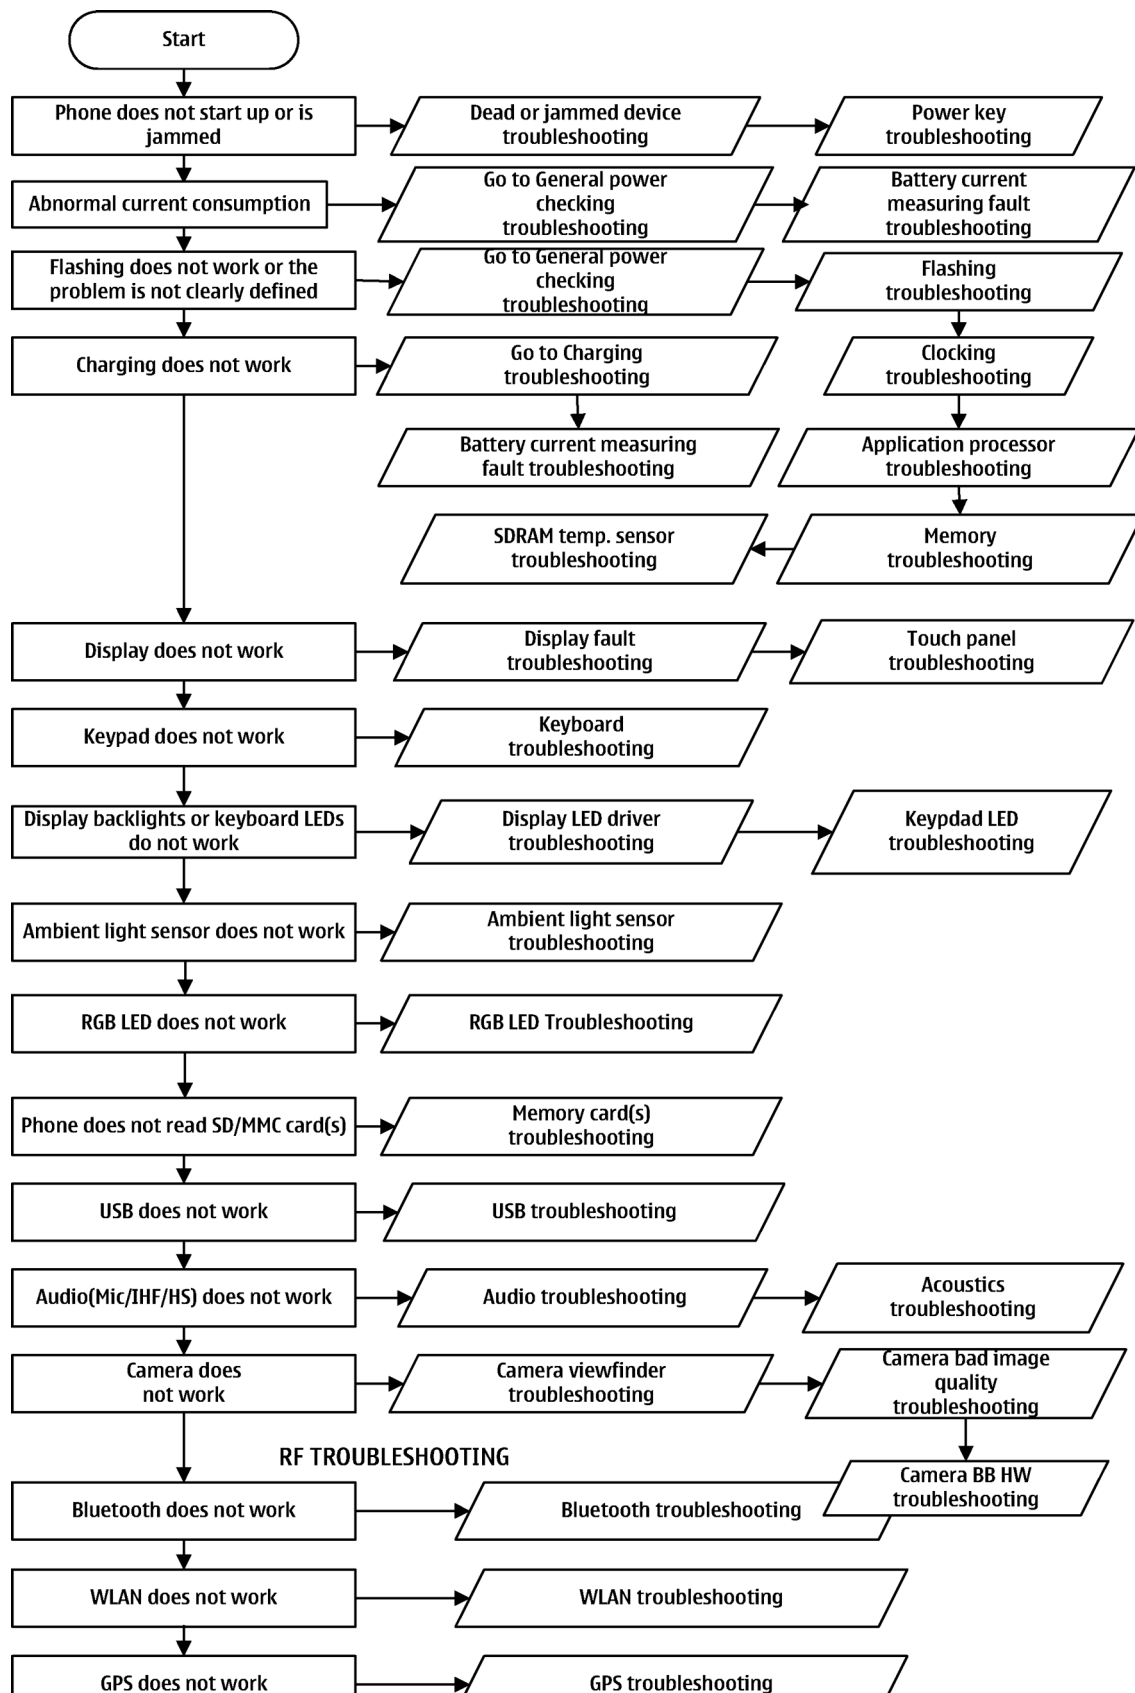 Start
Phone does not start up or is
jammed
Dead or jammed device
troubleshooting
Power key
troubleshooting
Abnormal current consumption
Go to General power
checking
troubleshooting
Battery current
measuring fault
troubleshooting
Flashing does not work or the
problem is not clearly defined
Go to General power
checking
troubleshooting
Flashing
troubleshooting
Charging does not work
Go to Charging
troubleshooting
Clocking
troubleshooting
Battery current measuring
fault troubleshooting
Application processor
troubleshooting
SDRAM temp. sensor
troubleshooting
Memory
troubleshooting
Display does not work
Display fault
troubleshooting
Touch panel
troubleshooting
Keypad does not work
Keyboard
troubleshooting
Display backlights or keyboard LEDs
do not work
Display LED driver
troubleshooting
Keypdad LED
troubleshooting
Ambient light sensor does not work
Ambient light sensor
troubleshooting
RGB LED does not work
RGB LED Troubleshooting
Phone does not read SD/MMC card(s)
Memory card(s)
troubleshooting
USB does not work
USB troubleshooting
Audio(Mic/IHF/HS) does not work
Audio troubleshooting
Acoustics
troubleshooting
Camera does
not work
Camera viewfinder
troubleshooting
Camera bad image
quality
troubleshooting
RF TROUBLESHOOTING
Camera BB HW
troubleshooting
Bluetooth does not work
Bluetooth troubleshooting
WLAN does not work
WLAN troubleshooting
GPS does not work
GPS troubleshooting